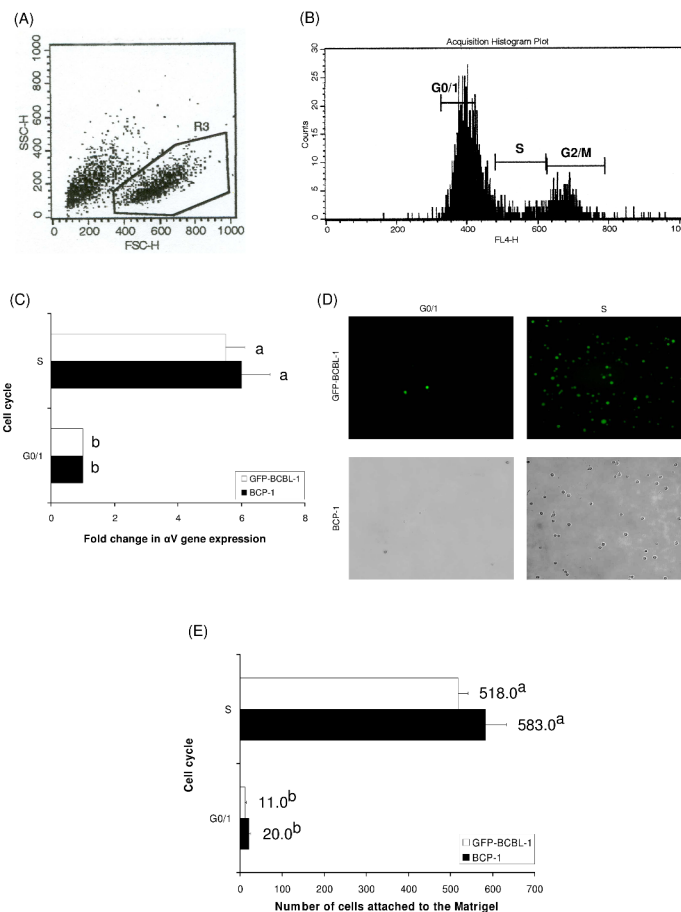 (A)
1000
800
600
400
200
0
SSC-H
R3
0 200 400 600 800 1000
FSC-H
(B)
Acquisition Histogram Plot
30
25
20
15
10
5
0
Counts
G0/1
S
G2/M
0 200 400 600 800 100
FL4-H
(C)
Cell cycle
S
G0/1
a
a
b
b
GFP-BCBL-1
BCP-1
0 2 4 6 8
Fold change in αV gene expression
(D)
G0/1 S
GFP-BCBL-1
BCP-1
(E)
Cell cycle
S
G0/1
518.0a
583.0a
11.0b
20.0b
GFP-BCBL-1
BCP-1
0 100 200 300 400 500 600 700
Number of cells attached to the Matrigel